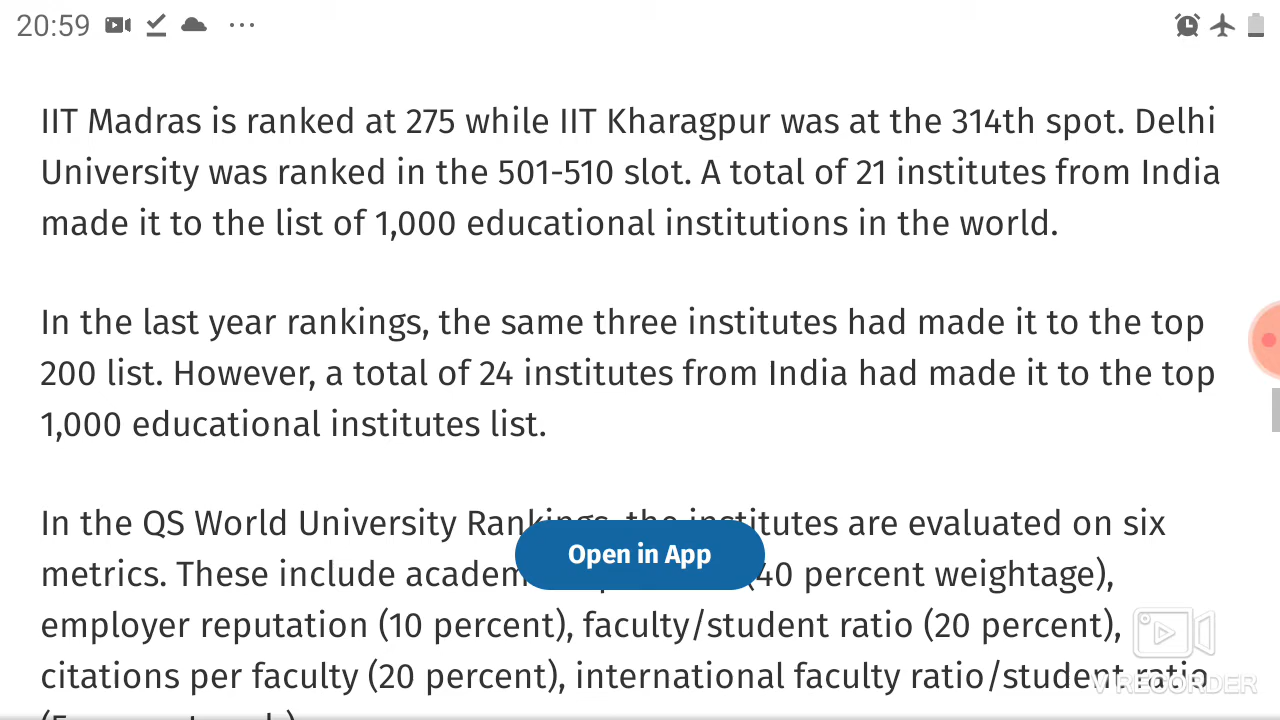 20:59
IIT Madras is ranked at 275 while IIT Kharagpur was at the 314th spot. Delhi
University was ranked in the 501-510 slot. A total of 21 institutes from India
made it to the list of 1,000 educational institutions in the world.
In the last year rankings, the same three institutes had made it to the top
200 list. However, a total of 24 institutes from India had made it to the top
1,000 educational institutes list.
In the QS World University Rankings, the institutes are evaluated on six
Open in App
metrics. These include academ (40 percent weightage),
employer reputation (10 percent), faculty/student ratio (20 percent),
citations per faculty (20 percent), international faculty ratio/student ratio
V RECORDER